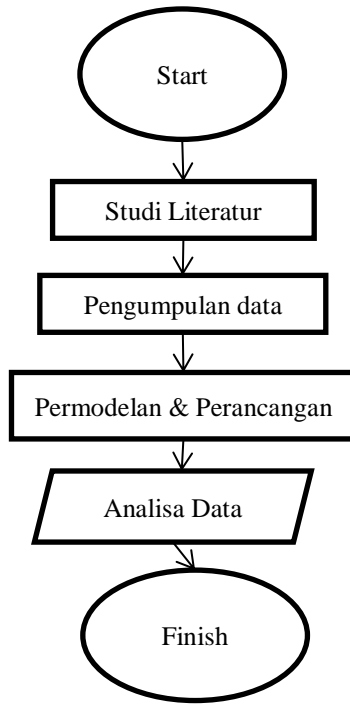 Start
Studi Literatur
Pengumpulan data
Permodelan & Perancangan
Analisa Data
Finish